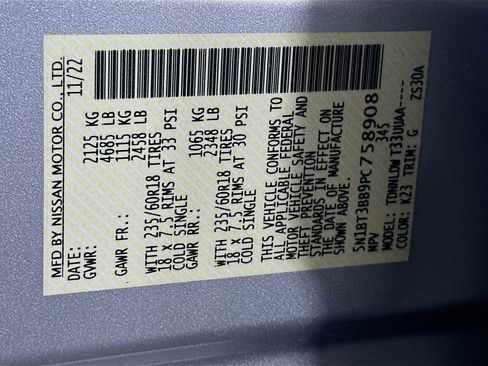 MFD BY NISSAN MOTOR CO.,LTD.
DATE: 11/22
GVWR: 2125 KG
4685 LB
GAWR FR.: 1115 KG
2458 LB
WITH 235/60R18 TIRES
18 x 7.5 RIMS AT 33 PSI
COLD SINGLE
GAWR RR.: 1065 KG
2348 LB
WITH 235/60R18 TIRES
18 x 7.5 RIMS AT 30 PSI
COLD SINGLE
THIS VEHICLE CONFORMS TO
ALL APPLICABLE FEDERAL
MOTOR VEHICLE SAFETY AND
THEFT PREVENTION
STANDARDS IN EFFECT ON
THE DATE OF MANUFACTURE
SHOWN ABOVE.
5N1BT3BB9PC758908
MPV 345
MODEL: TDWNLDW T33UUAA----
COLOR: K23 TRIM: G ZS30A